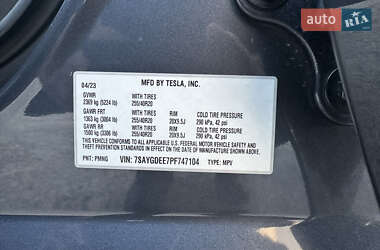 auto RIA
MFD BY TESLA, INC.
04/23
GVWR WITH TIRES
2369 kg (5224 lb) 255/40R20
GAWR FRT WITH TIRES RIM COLD TIRE PRESSURE
1363 kg (3004 lb) 255/40R20 20X9.5J 290 kPa, 42 psi
GAWR RR WITH TIRES RIM COLD TIRE PRESSURE
1500 kg (3306 lb) 255/40R20 20X9.5J 290 kPa, 42 psi
THIS VEHICLE CONFORMS TO ALL APPLICABLE FEDERAL MOTOR VEHICLE
SAFETY, BUMPER, AND THEFT PREVENTION STANDARDS IN EFFECT ON
THE DATE OF MANUFACTURE SHOWN ABOVE.
PNT: PMNG VIN: 7SAYGDEE7PF747104 TYPE: MPV